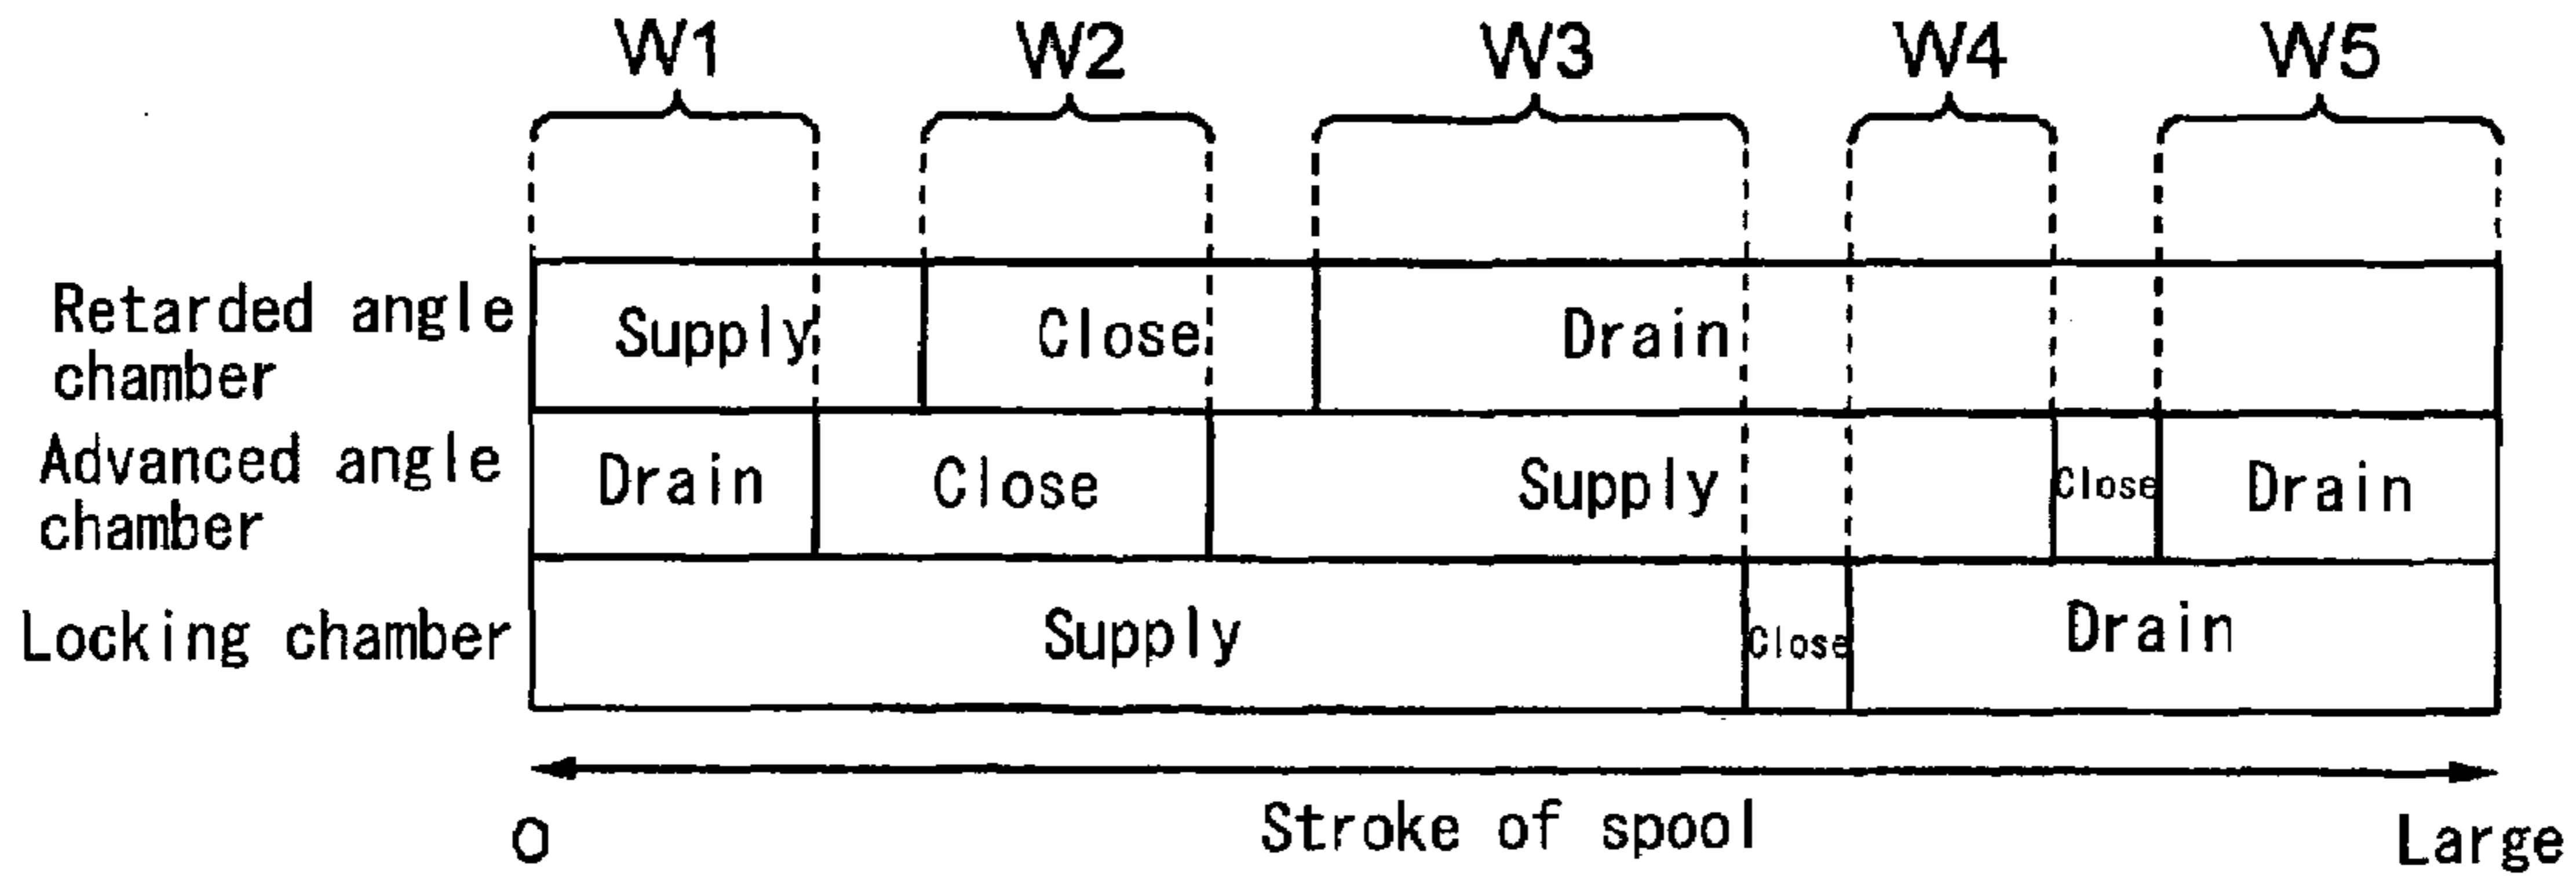 W1 W2 W3 W4 W5
Retarded angle
chamber
Supply Close Drain
Advanced angle
chamber
Drain Close Supply Close Drain
Locking chamber
Supply Close Drain
0 Stroke of spool Large